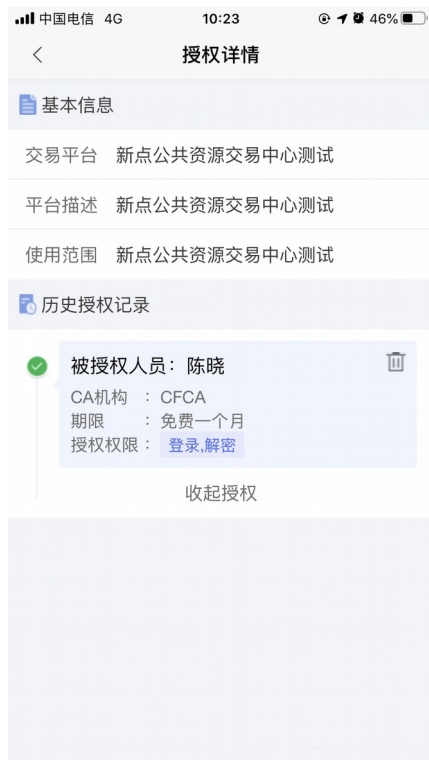 中国电信 4G 10:23 46%
授权详情
基本信息
交易平台 新点公共资源交易中心测试
平台描述 新点公共资源交易中心测试
使用范围 新点公共资源交易中心测试
历史授权记录
被授权人员：陈晓
CA机构 ：CFCA
期限 ：免费一个月
授权权限：登录,解密
收起授权